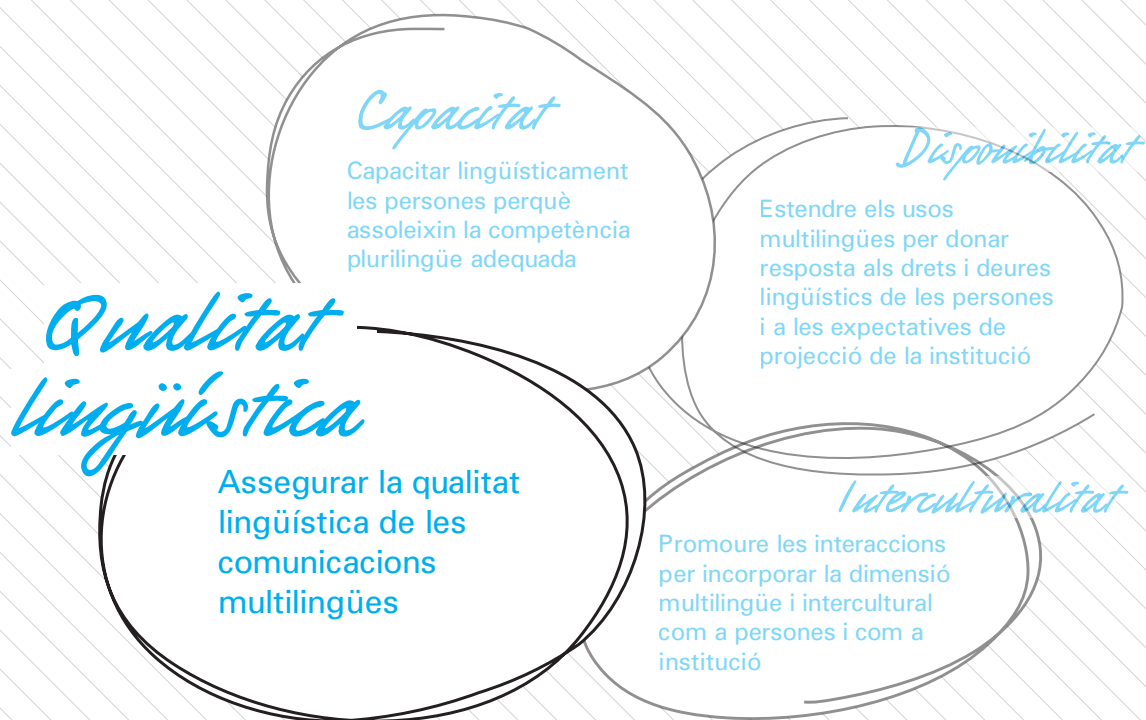 Capacitat
Capacitar lingüísticament
les persones perquè
assoleixin la competència
plurilingüe adequada
Disponibilitat
Estendre els usos
multilingües per donar
resposta als drets i deures
lingüístics de les persones
i a les expectatives de
projecció de la institució
Qualitat
lingüística
Assegurar la qualitat
lingüística de les
comunicacions
multilingües
Interculturalitat
Promoure les interaccions
per incorporar la dimensió
multilingüe i intercultural
com a persones i com a
institució